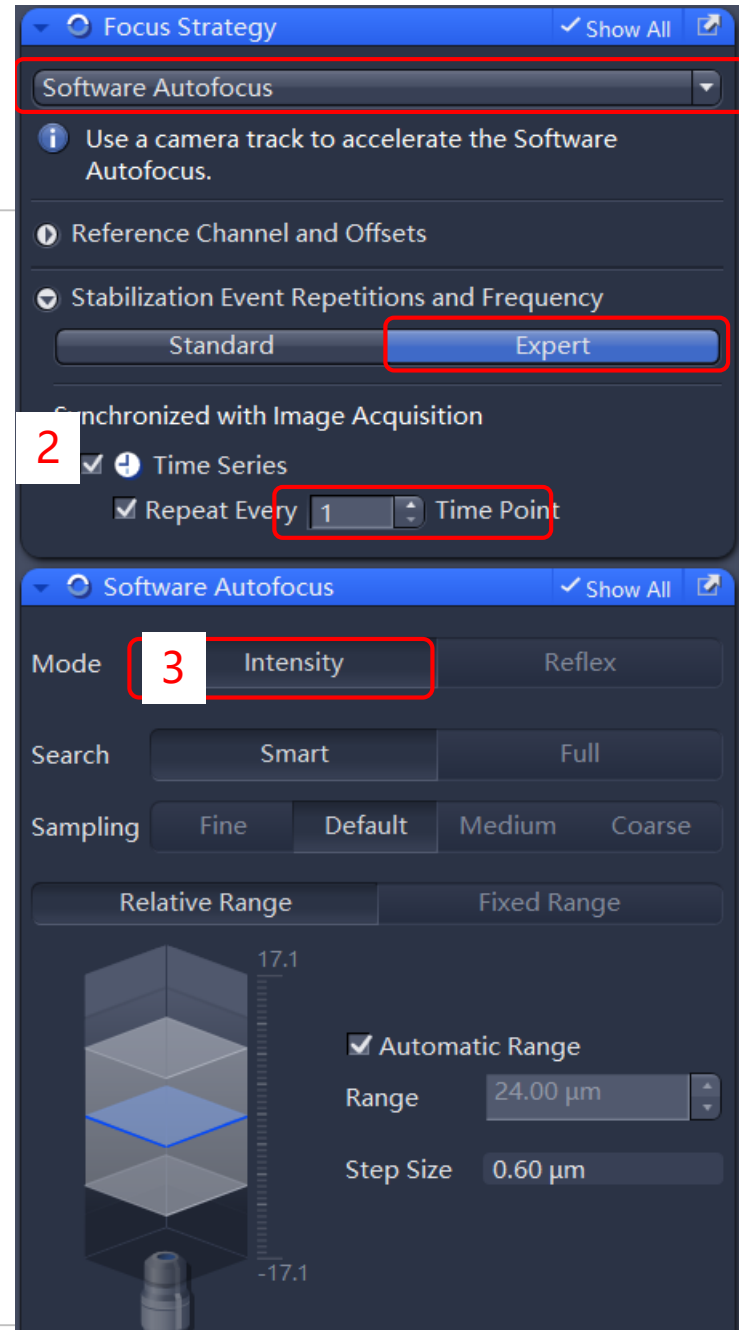 Focus Strategy Show All
Software Autofocus
Use a camera track to accelerate the Software
Autofocus.
Reference Channel and Offsets
Stabilization Event Repetitions and Frequency
Standard Expert
Synchronized with Image Acquisition
2
Time Series
Repeat Every 1 Time Point
Software Autofocus Show All
Mode 3 Intensity Reflex
Search Smart Full
Sampling Fine Default Medium Coarse
Relative Range Fixed Range
17.1
Automatic Range
Range 24.00 µm
Step Size 0.60 µm
-17.1